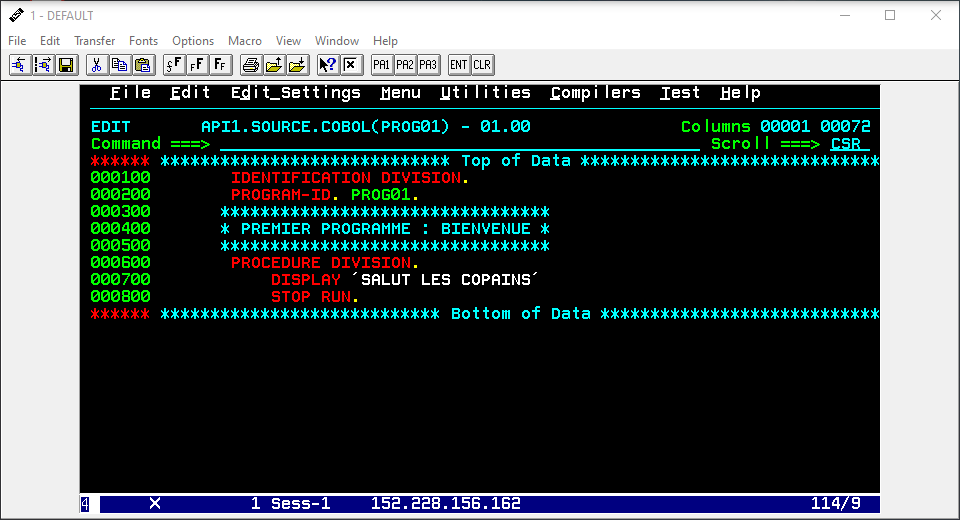 1 - DEFAULT
File Edit Transfer Fonts Options Macro View Window Help
PA1 PA2 PA3 ENT CLR
File Edit Edit_Settings Menu Utilities Compilers Test Help
EDIT API1.SOURCE.COBOL(PROG01) - 01.00 Columns 00001 00072
Command ===> Scroll ===> CSR
****** ***************************** Top of Data ******************************
000100 IDENTIFICATION DIVISION.
000200 PROGRAM-ID. PROG01.
000300 *********************************
000400 * PREMIER PROGRAMME : BIENVENUE *
000500 *********************************
000600 PROCEDURE DIVISION.
000700 DISPLAY ´SALUT LES COPAINS´
000800 STOP RUN.
****** **************************** Bottom of Data ****************************
4 X 1 Sess-1 152.228.156.162 114/9